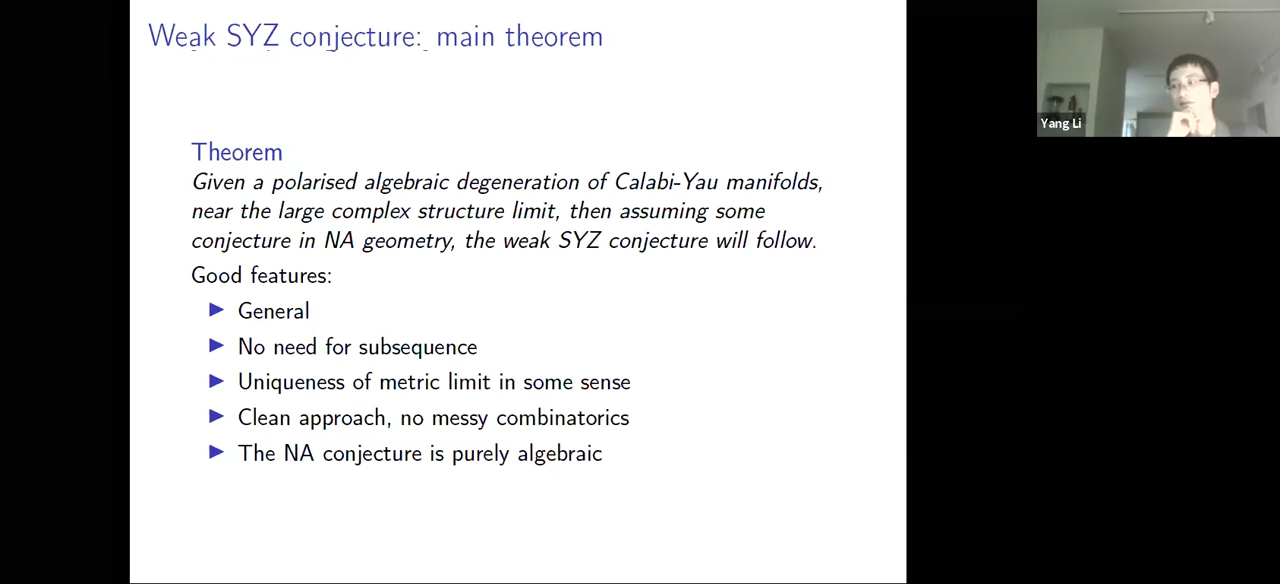 Weak SYZ conjecture: main theorem
Yang Li
Theorem
Given a polarised algebraic degeneration of Calabi-Yau manifolds,
near the large complex structure limit, then assuming some
conjecture in NA geometry, the weak SYZ conjecture will follow.
Good features:
General
No need for subsequence
Uniqueness of metric limit in some sense
Clean approach, no messy combinatorics
The NA conjecture is purely algebraic